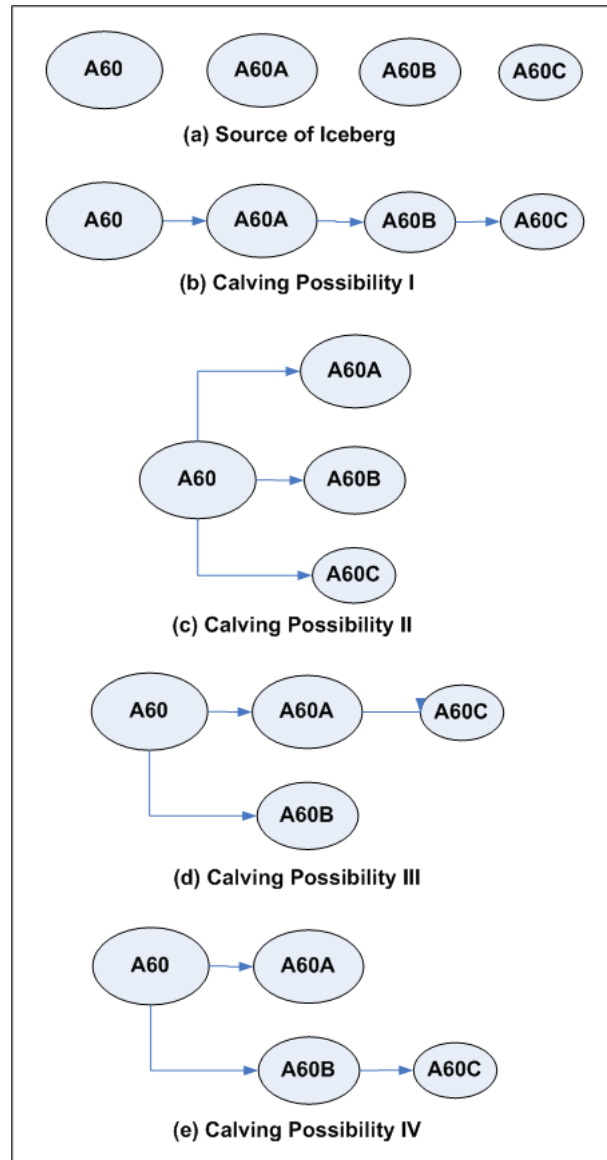 A60 A60A A60B A60C
(a) Source of Iceberg
A60 A60A A60B A60C
(b) Calving Possibility I
A60A
A60 A60B
A60C
(c) Calving Possibility II
A60 A60A A60C
A60B
(d) Calving Possibility III
A60 A60A
A60B A60C
(e) Calving Possibility IV